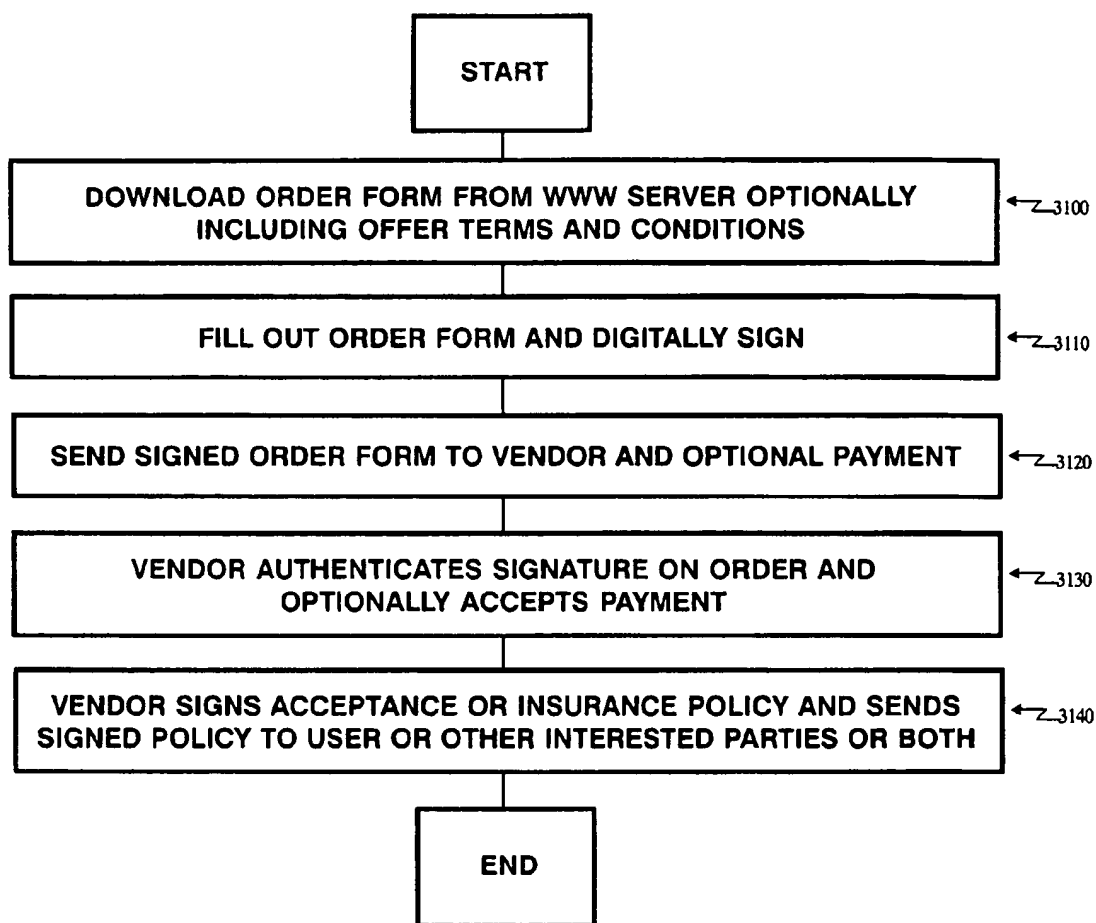 START
DOWNLOAD ORDER FORM FROM WWW SERVER OPTIONALLY
INCLUDING OFFER TERMS AND CONDITIONS
3100
FILL OUT ORDER FORM AND DIGITALLY SIGN
3110
SEND SIGNED ORDER FORM TO VENDOR AND OPTIONAL PAYMENT
3120
VENDOR AUTHENTICATES SIGNATURE ON ORDER AND
OPTIONALLY ACCEPTS PAYMENT
3130
VENDOR SIGNS ACCEPTANCE OR INSURANCE POLICY AND SENDS
SIGNED POLICY TO USER OR OTHER INTERESTED PARTIES OR BOTH
3140
END